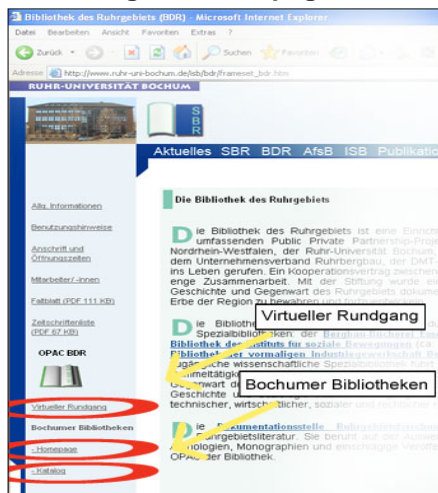 Bibliothek des Ruhrgebiets (BDR) - Microsoft Internet Explorer
Datei Bearbeiten Ansicht Favoriten Extras ?
Zurück Suchen Favoriten
Adresse http://www.ruhr-uni-bochum.de/isb/bdr/frameset_bdr.htm
RUHR-UNIVERSITÄT BOCHUM
SBR
Aktuelles SBR BDR AfsB ISB
Die Bibliothek des Ruhrgebiets
Die Bibliothek des Ruhrgebiets ist eine
umfassenden Public Private
Nordrhein-Westfalen, der Ruhr-Universität Bochum,
dem Unternehmensverband Ruhrbergbau, der DMT-
ins Leben gerufen. Ein Kooperationsvertrag zwischen
enge Zusammenarbeit. Mit der Stiftung wurde
Geschichte und Gegenwart des Ruhrgebiets
Erbe der Region zu bewahren und
Die
Spezialbibliotheken: der
Bibliothek des Instituts für soziale Bewegungen
Bibliothek der vormaligen
wissenschaftliche Spezialbibliothek
Geschichte
technischer, wirtschaftlicher, sozialer und
Die Dokumentationsstelle
Ruhrgebietsliteratur. Sie beruht auf der
Monographien und einschlägige
OPAC der Bibliothek.
Allg. Informationen
Benutzungshinweise
Anschrift und
Öffnungszeiten
Mitarbeiter/-innen
Faltblatt (PDF 111 KB)
Zeitschriftenliste
(PDF 67 KB)
OPAC BDR
Virtueller Rundgang
Bochumer Bibliotheken
- Homepage
- Katalog
Virtueller Rundgang
Bochumer Bibliotheken